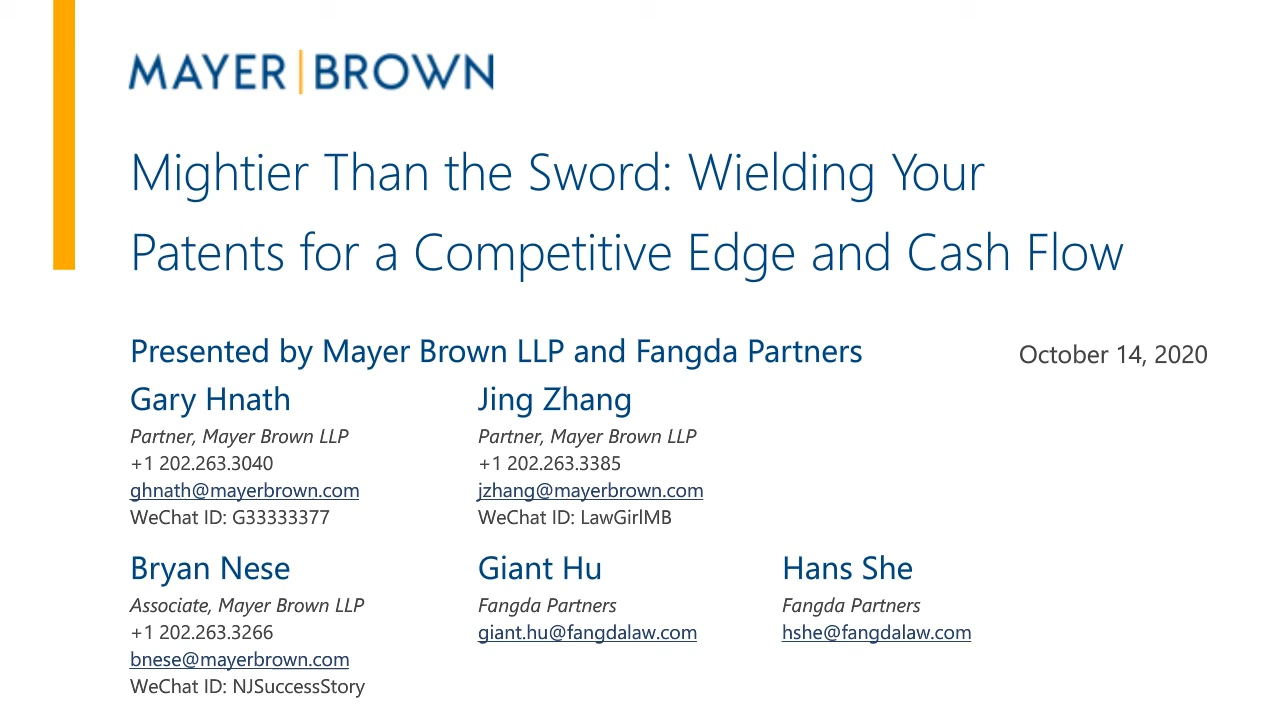 MAYER|BROWN
Mightier Than the Sword: Wielding Your
Patents for a Competitive Edge and Cash Flow
Presented by Mayer Brown LLP and Fangda Partners
October 14, 2020
Gary Hnath
Partner, Mayer Brown LLP
+1 202.263.3040
ghnath@mayerbrown.com
WeChat ID: G33333377
Jing Zhang
Partner, Mayer Brown LLP
+1 202.263.3385
jzhang@mayerbrown.com
WeChat ID: LawGirlMB
Bryan Nese
Associate, Mayer Brown LLP
+1 202.263.3266
bnese@mayerbrown.com
WeChat ID: NJSuccessStory
Giant Hu
Fangda Partners
giant.hu@fangdalaw.com
Hans She
Fangda Partners
hshe@fangdalaw.com